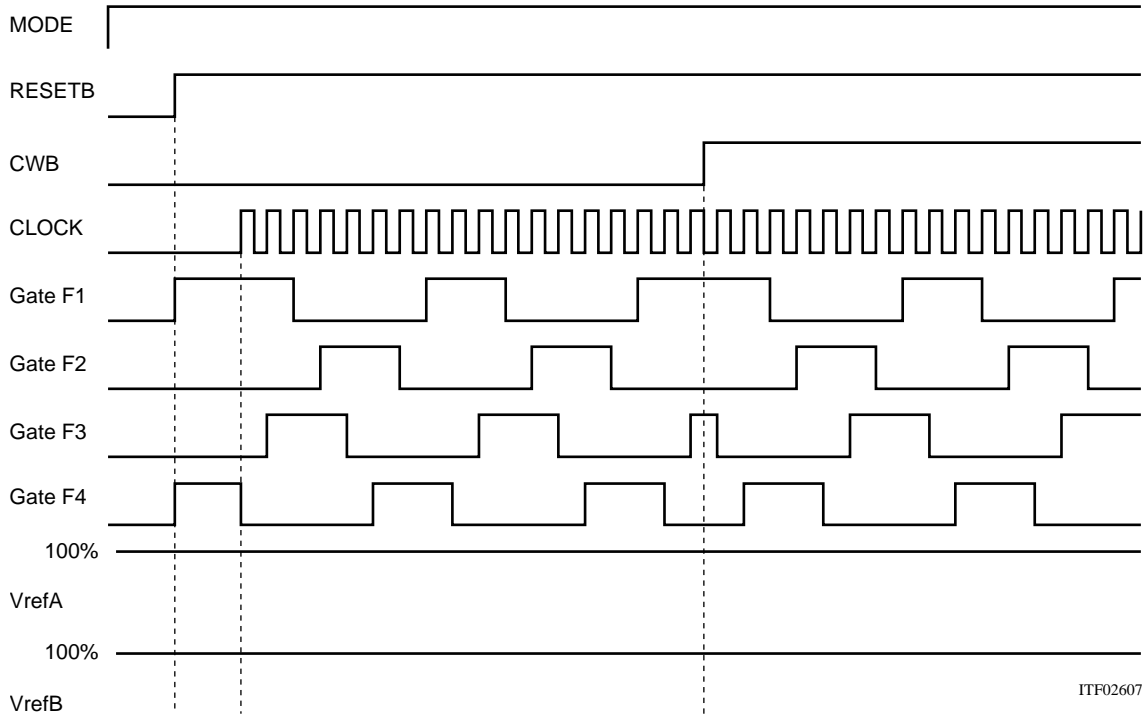 MODE
RESETB
CWB
CLOCK
Gate F1
Gate F2
Gate F3
Gate F4
100%
VrefA
100%
VrefB
ITF02607